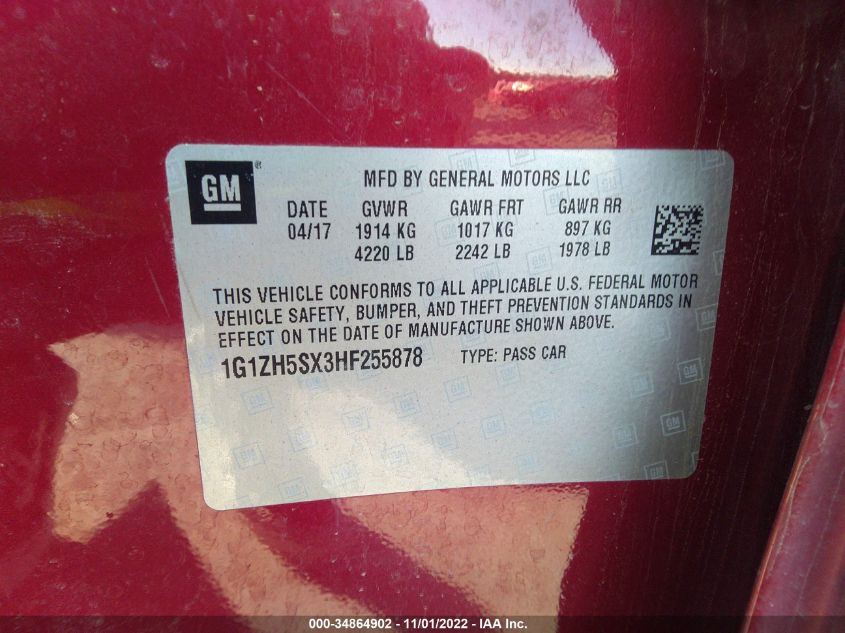 GM
MFD BY GENERAL MOTORS LLC
DATE GVWR GAWR FRT GAWR RR
04/17 1914 KG 1017 KG 897 KG
4220 LB 2242 LB 1978 LB
THIS VEHICLE CONFORMS TO ALL APPLICABLE U.S. FEDERAL MOTOR
VEHICLE SAFETY, BUMPER, AND THEFT PREVENTION STANDARDS IN
EFFECT ON THE DATE OF MANUFACTURE SHOWN ABOVE.
1G1ZH5SX3HF255878 TYPE: PASS CAR
000-34864902 - 11/01/2022 - IAA Inc.